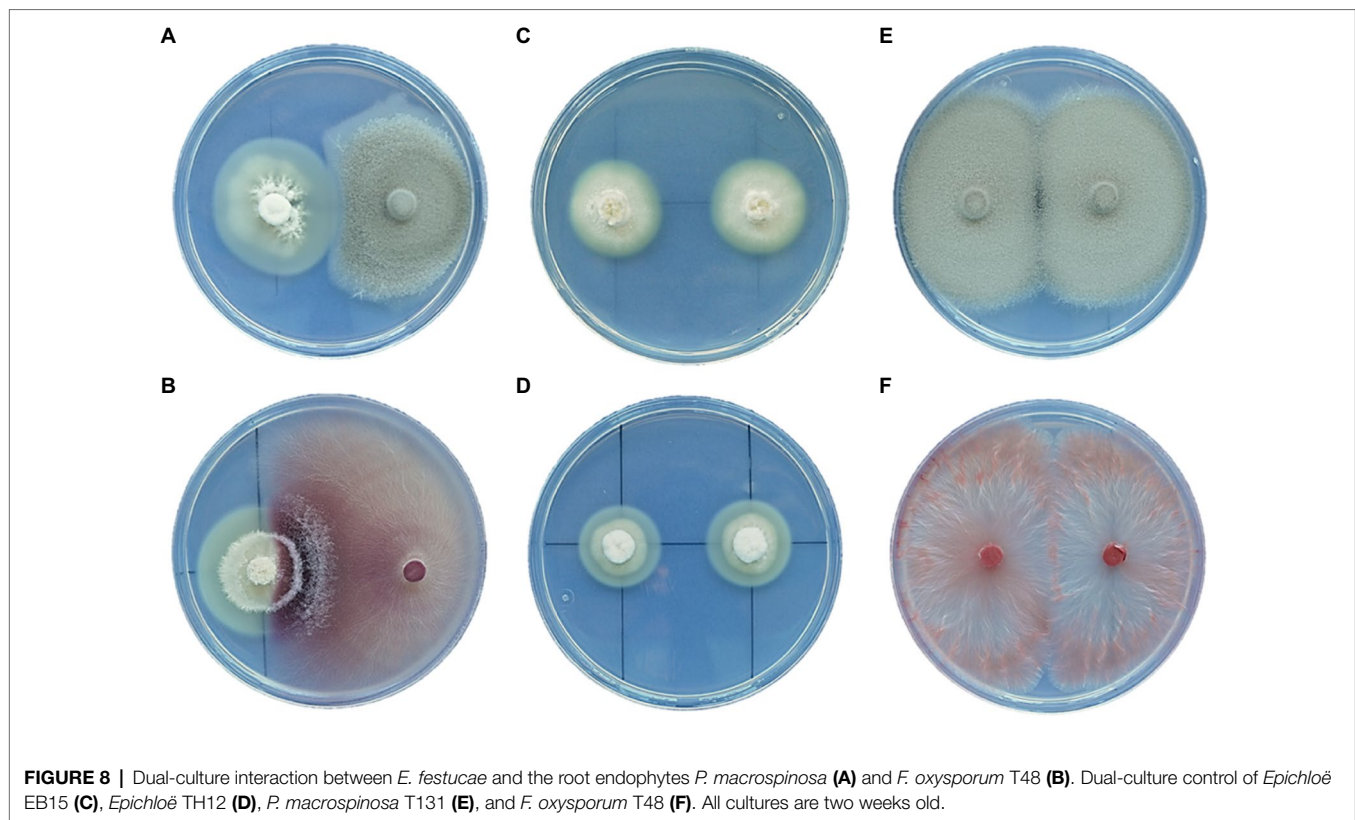 A
C
E
B
D
F
FIGURE 8 | Dual-culture interaction between E. festucae and the root endophytes P. macrospinosa (A) and F. oxysporum T48 (B). Dual-culture control of Epichloë
EB15 (C), Epichloë TH12 (D), P. macrospinosa T131 (E), and F. oxysporum T48 (F). All cultures are two weeks old.